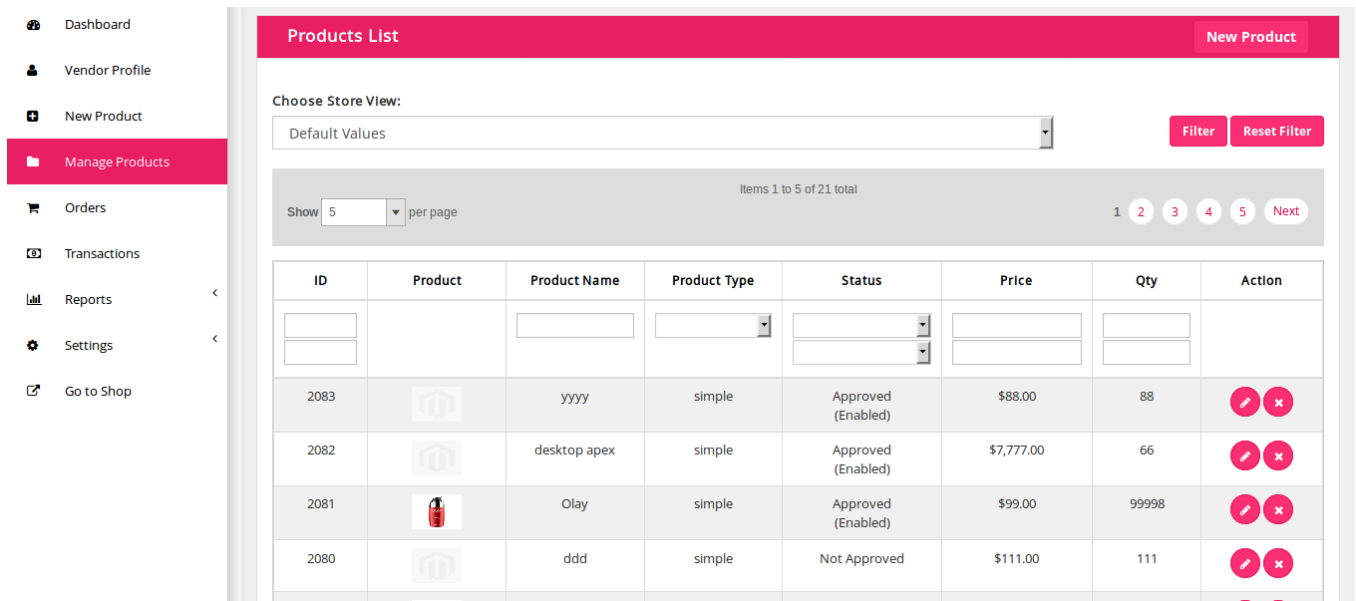 Dashboard
Vendor Profile
New Product
Manage Products
Orders
Transactions
Reports
Settings
Go to Shop
Products List
New Product
Choose Store View:
Default Values
Filter
Reset Filter
Items 1 to 5 of 21 total
Show 5 per page
1 2 3 4 5 Next
ID Product Product Name Product Type Status Price Qty Action
2083 yyyy simple Approved $88.00 88
(Enabled)
2082 desktop apex simple Approved $7,777.00 66
(Enabled)
2081 Olay simple Approved $99.00 99998
(Enabled)
2080 ddd simple Not Approved $111.00 111